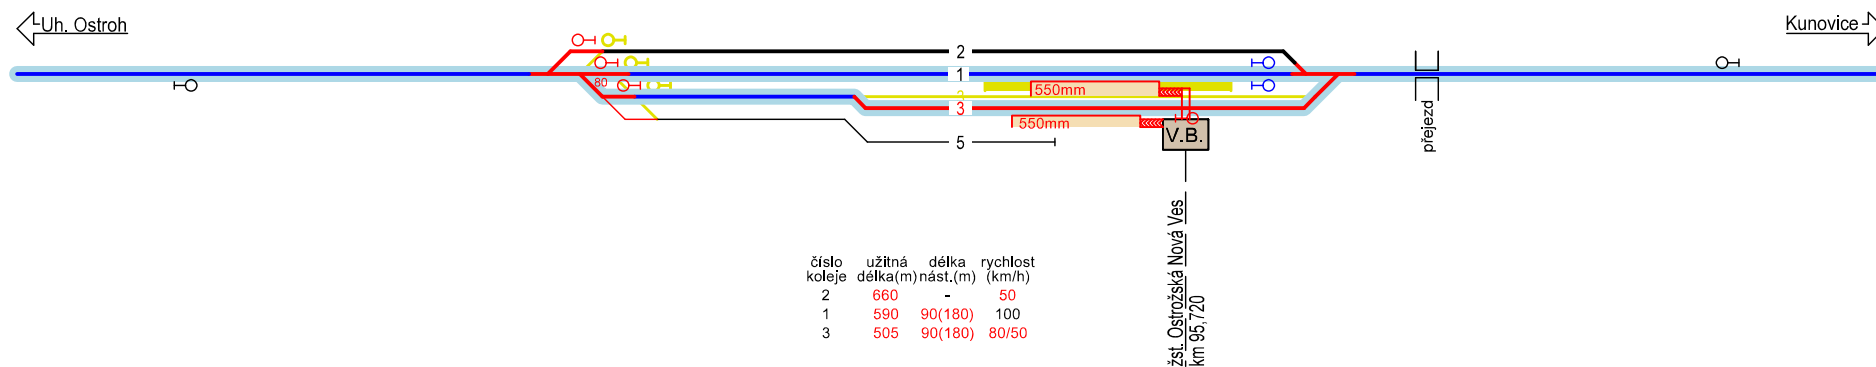 Uh. Ostroh
Kunovice
2
1
80
550mm
3
3
550mm
V.B.
5
přejezd
žst. Ostrožská Nová Ves
km 95,720
číslo koleje užitná délka(m) délka nást.(m) rychlost (km/h)
2 660 - 50
1 590 90(180) 100
3 505 90(180) 80/50